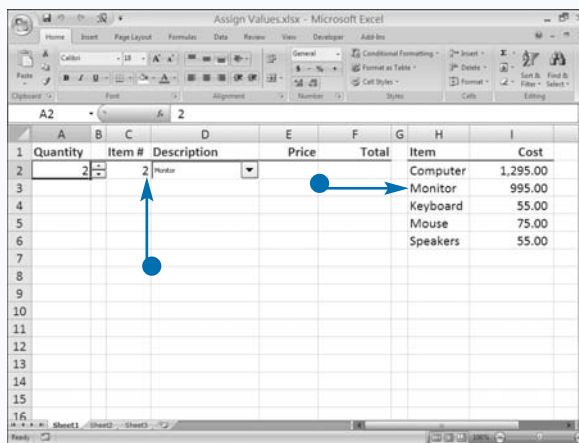 Assign Values.xlsx - Microsoft Excel
Home Insert Page Layout Formulas Data Review View Developer Add-Ins
Calibri 18 General Conditional Formatting Insert
Paste B I U $ % Format as Table Delete Sort & Find &
Cell Styles Format Filter Select
Clipboard Font Alignment Number Styles Cells Editing
A2 fx 2
A B C D E F G H I
1 Quantity Item # Description Price Total Item Cost
2 2 2 Monitor Computer 1,295.00
3 Monitor 995.00
4 Keyboard 55.00
5 Mouse 75.00
6 Speakers 55.00
7
8
9
10
11
12
13
14
15
16
Sheet1 Sheet2 Sheet3
Ready 100%